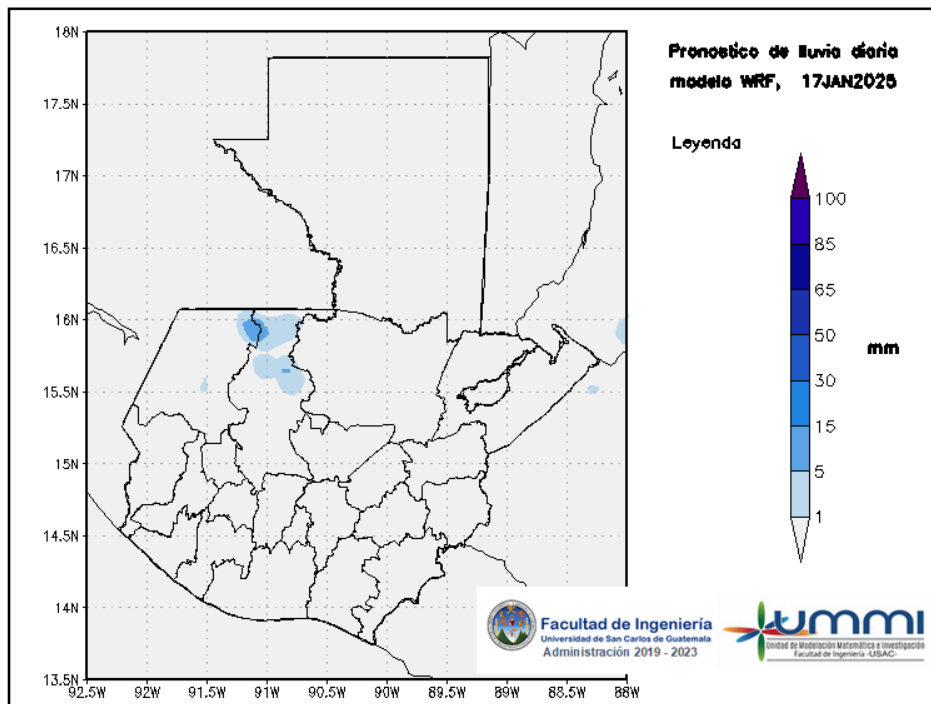 18N
17.5N
17N
16.5N
16N
15.5N
15N
14.5N
14N
13.5N
92.5W
92W
91.5W
91W
90.5W
90W
89.5W
89W
88.5W
88W
Pronostico de lluvia diaria
modelo WRF, 17JAN2025
Leyenda
100
85
65
50
30
15
5
1
mm
Facultad de Ingeniería
Universidad de San Carlos de Guatemala
Administración 2019 - 2023
ummi
Unidad de Modelación Matemática e Investigación
Facultad de Ingeniería -USAC-